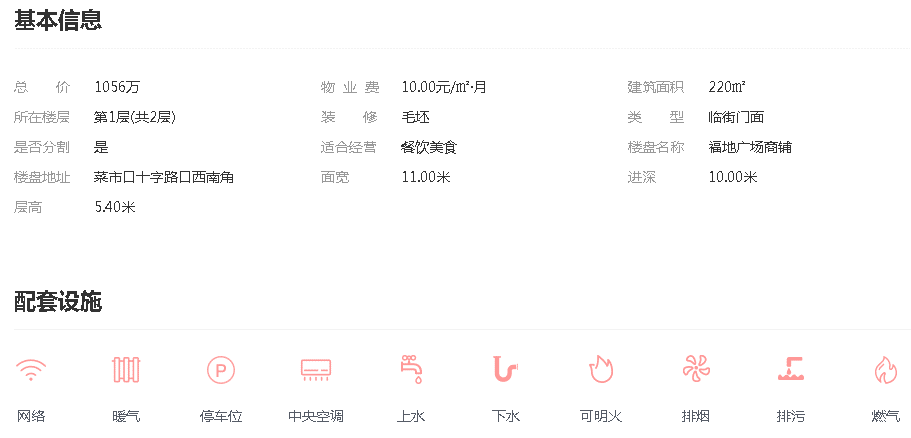 基本信息
总 价 1056万 物 业 费 10.00元/㎡·月 建筑面积 220㎡
所在楼层 第1层(共2层) 装 修 毛坯 类 型 临街门面
是否分割 是 适合经营 餐饮美食 楼盘名称 福地广场商铺
楼盘地址 菜市口十字路口西南角 面宽 11.00米 进深 10.00米
层高 5.40米
配套设施
P
网络 暖气 停车位 中央空调 上水 下水 可明火 排烟 排污 燃气